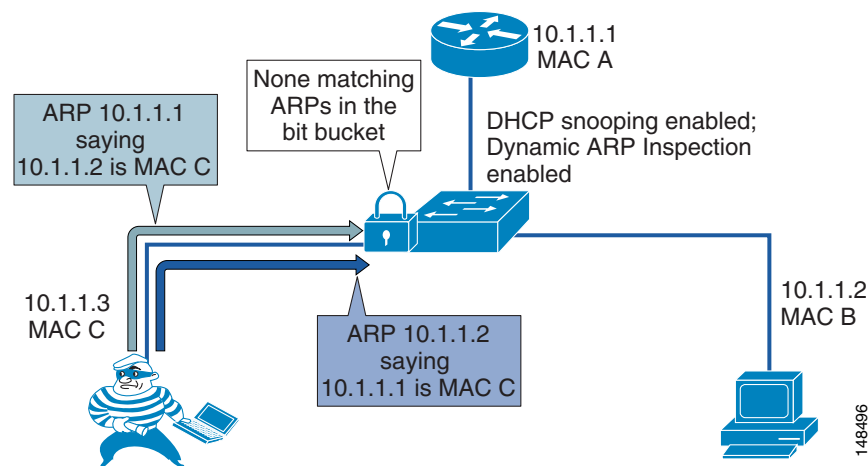 10.1.1.1
MAC A
None matching
ARPs in the
bit bucket
ARP 10.1.1.1
saying
10.1.1.2 is MAC C
DHCP snooping enabled;
Dynamic ARP Inspection
enabled
10.1.1.3
MAC C
ARP 10.1.1.2
saying
10.1.1.1 is MAC C
10.1.1.2
MAC B
148496